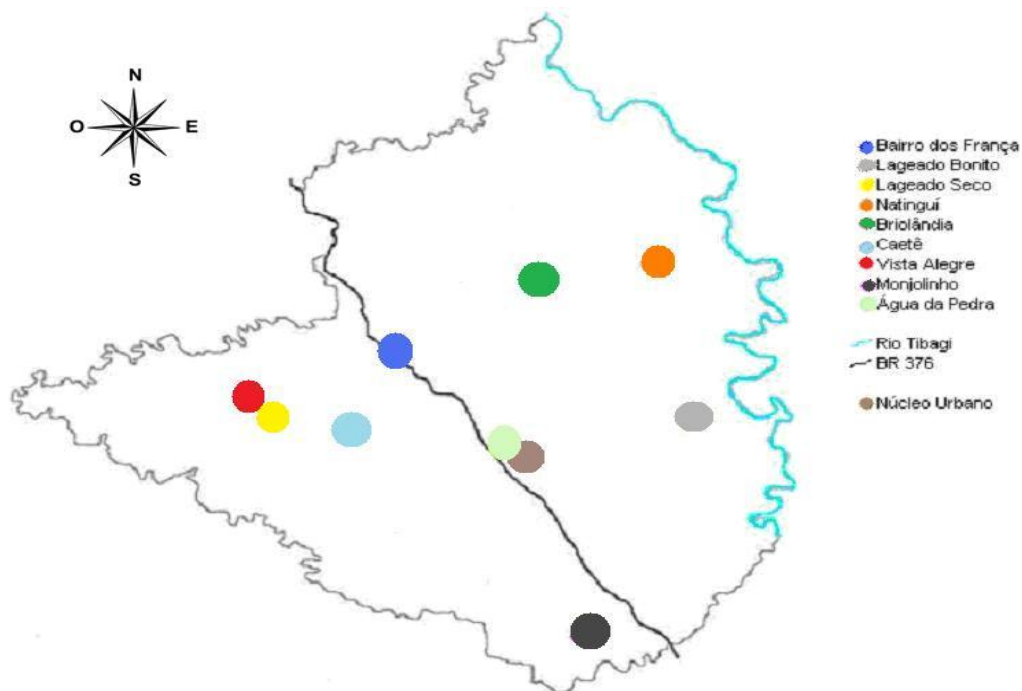 N
O E
S
Bairro dos França
Lageado Bonito
Lageado Seco
Natinguí
Briolândia
Caetê
Vista Alegre
Monjolinho
Água da Pedra
Rio Tibagi
BR 376
Núcleo Urbano